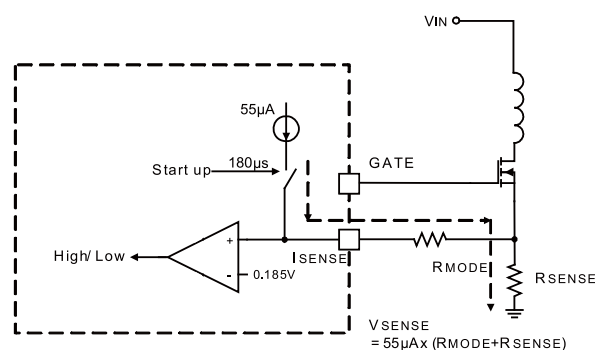 VIN
55µA
Start up
180µs
GATE
High/Low
+
-
0.185V
ISENSE
RMODE
RSENSE
VSENSE
= 55µA x (RMODE+RSENSE)